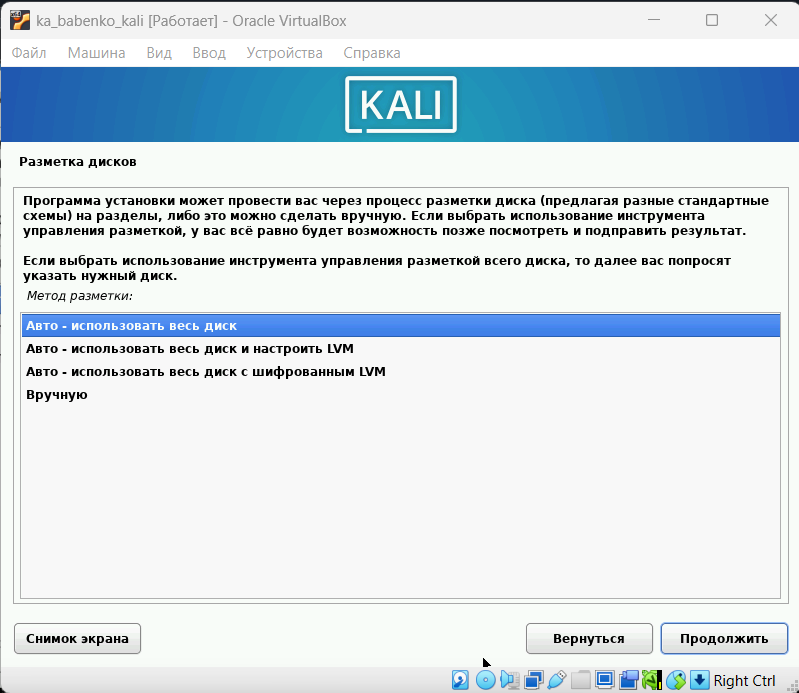 ka_babenko_kali [Работает] - Oracle VirtualBox
Файл Машина Вид Ввод Устройства Справка
KALI
Разметка дисков
Программа установки может провести вас через процесс разметки диска (предлагая разные стандартные
схемы) на разделы, либо это можно сделать вручную. Если выбрать использование инструмента
управления разметкой, у вас всё равно будет возможность позже посмотреть и подправить результат.
Если выбрать использование инструмента управления разметкой всего диска, то далее вас попросят
указать нужный диск.
Метод разметки:
Авто - использовать весь диск
Авто - использовать весь диск и настроить LVM
Авто - использовать весь диск с шифрованным LVM
Вручную
Снимок экрана Вернуться Продолжить
Right Ctrl